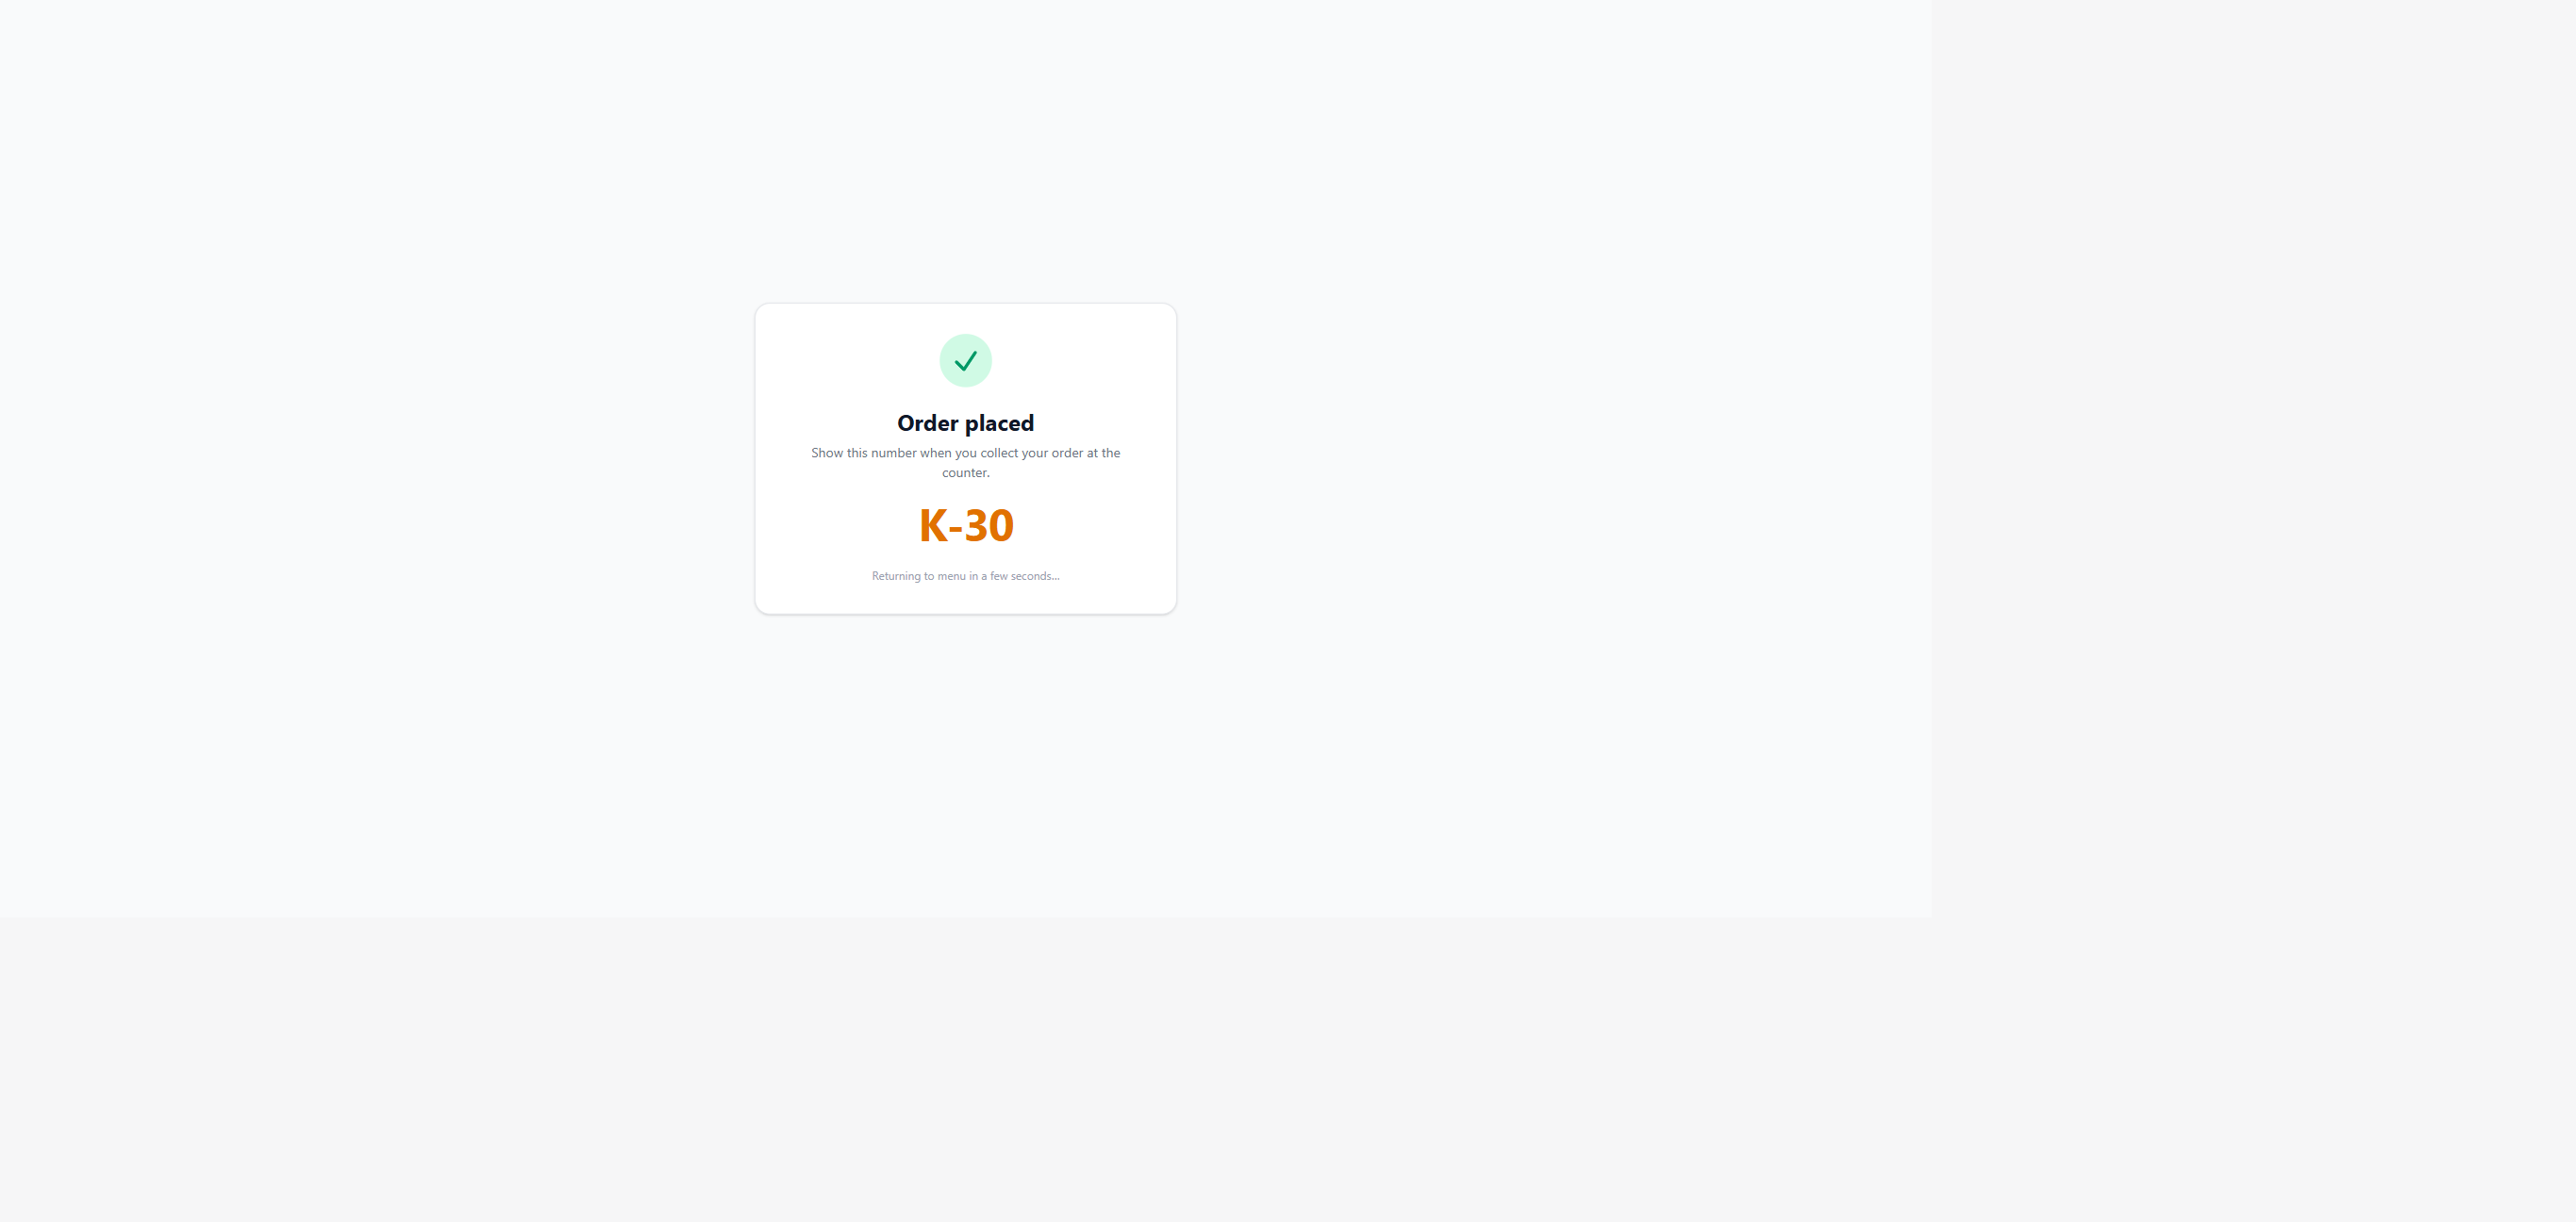 Order placed
Show this number when you collect your order at the
counter.
K-30
Returning to menu in a few seconds...